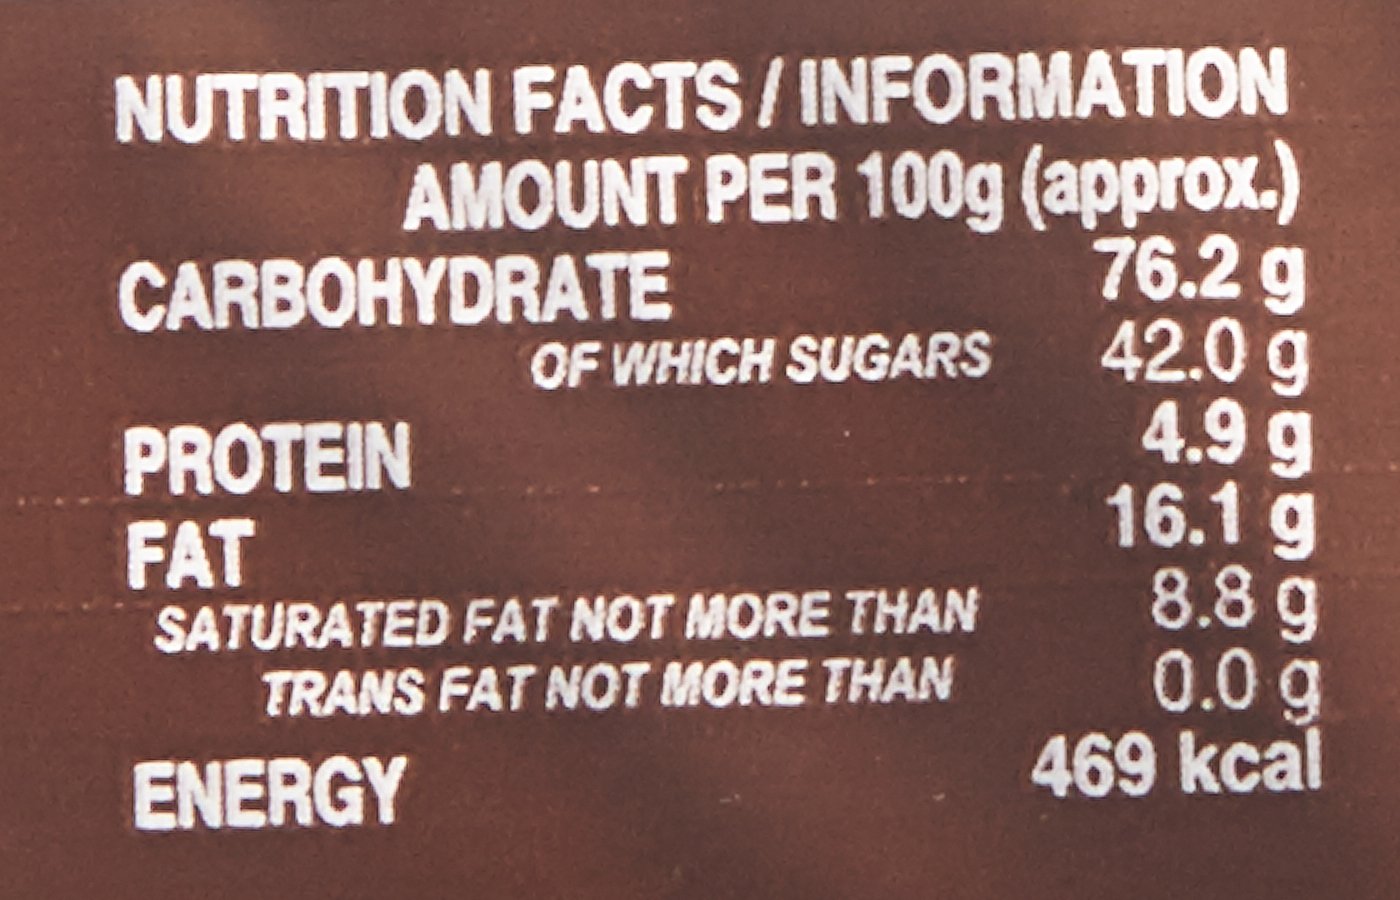 NUTRITION FACTS / INFORMATION
AMOUNT PER 100g (approx.)
CARBOHYDRATE 76.2 g
OF WHICH SUGARS 42.0 g
PROTEIN 4.9 g
FAT 16.1 g
SATURATED FAT NOT MORE THAN 8.8 g
TRANS FAT NOT MORE THAN 0.0 g
ENERGY 469 kcal